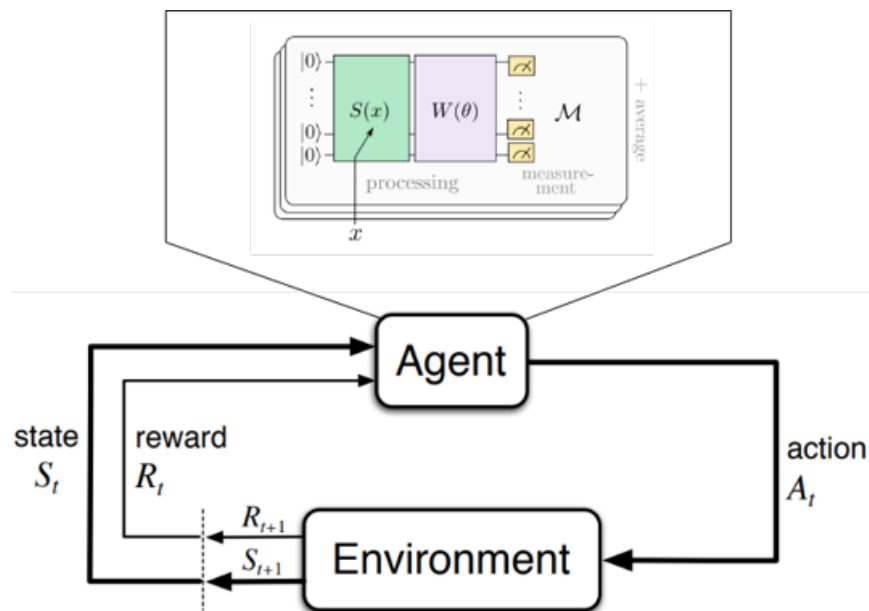 |0⟩
⋮
|0⟩
|0⟩
S(x)
W(θ)
⋮
ℳ
+ average
processing
measure-
ment
x
Agent
state
S_t
reward
R_t
action
A_t
R_{t+1}
S_{t+1}
Environment